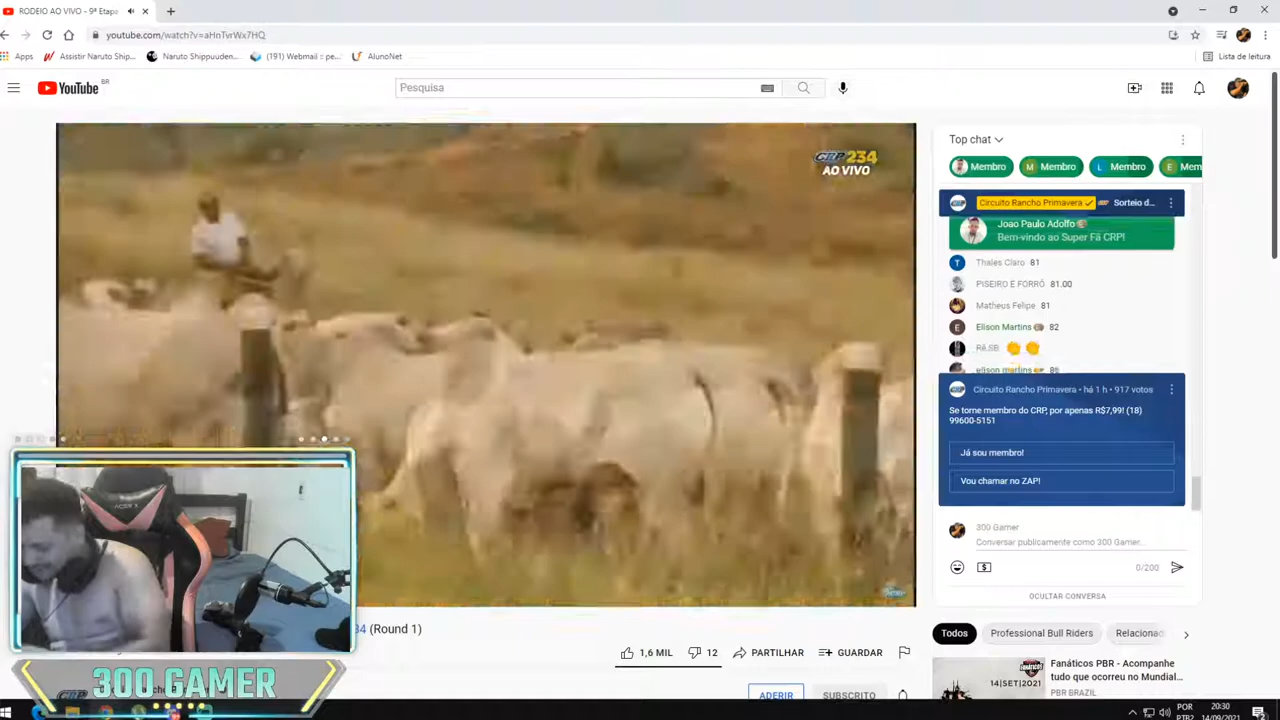 RODEIO AO VIVO - 9ª Etapa
youtube.com/watch?v=aHnTvrWx7HQ
Apps
Assistir Naruto Ship...
Naruto Shippuuden...
(191) Webmail :: pe...
AlunoNet
Lista de leitura
YouTube BR
Pesquisa
CRP 234
AO VIVO
Top chat
Membro
M Membro
L Membro
E Mem
Circuito Rancho Primavera
Sorteio d...
Joao Paulo Adolfo
Bem-vindo ao Super Fã CRP!
T Thales Claro 81
PISEIRO E FORRÓ 81.00
Matheus Felipe 81
E Elison Martins 82
elison martins
Circuito Rancho Primavera • há 1 h • 917 votos
Se torne membro do CRP, por apenas R$7,99! (18)
99600-5151
Já sou membro!
Vou chamar no ZAP!
300 Gamer
Conversar publicamente como 300 Gamer...
0/200
OCULTAR CONVERSA
34 (Round 1)
1,6 MIL
12
PARTILHAR
GUARDAR
ADERIR
SUBSCRITO
Todos
Professional Bull Riders
Relacionad
14|SET|2021
Fanáticos PBR - Acompanhe
tudo que ocorreu no Mundial...
PBR BRAZIL
300 GAMER
POR
PTB2
20:30
14/09/2021